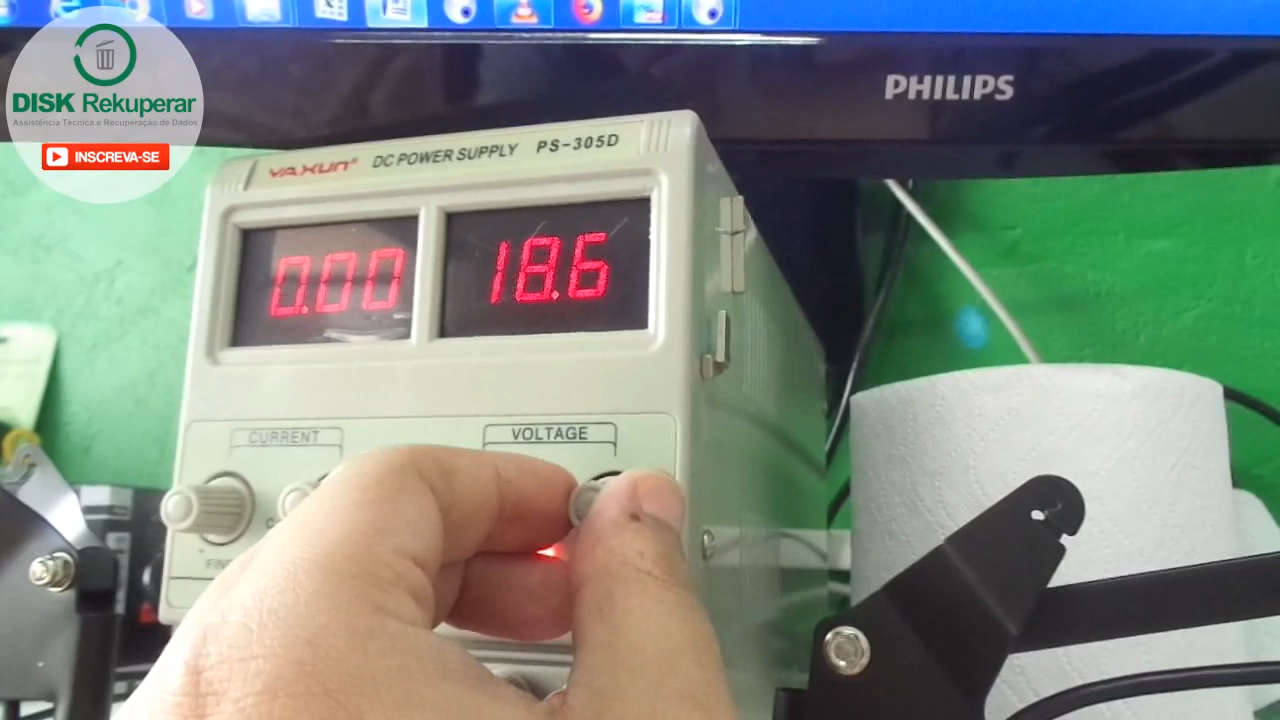 DISK Rekuperar
Assistência Técnica e Recuperação de Dados
INSCREVA-SE
PHILIPS
YAXUN® DC POWER SUPPLY PS-305D
0.00 18.6
CURRENT VOLTAGE